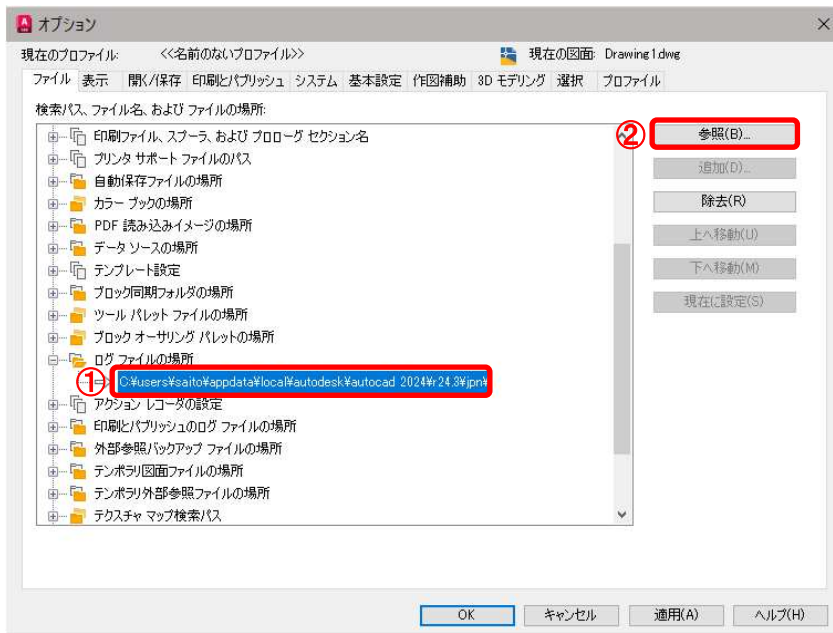 オプション
現在のプロファイル: <<名前のないプロファイル>> 現在の図面: Drawing1.dwg
ファイル 表示 開く/保存 印刷とパブリッシュ システム 基本設定 作図補助 3D モデリング 選択 プロファイル
検索パス、ファイル名、および ファイルの場所:
印刷ファイル、スプーラ、および プロローグ セクション名
プリンタ サポート ファイルのパス
自動保存ファイルの場所
カラー ブックの場所
PDF 読み込みイメージの場所
データ ソースの場所
テンプレート設定
ブロック同期フォルダの場所
ツール パレット ファイルの場所
ブロック オーサリング パレットの場所
ログ ファイルの場所
① C:¥users¥saito¥appdata¥local¥autodesk¥autocad 2024¥r24.3¥jpn¥
アクション レコーダの設定
印刷とパブリッシュのログ ファイルの場所
外部参照バックアップ ファイルの場所
テンポラリ図面ファイルの場所
テンポラリ外部参照ファイルの場所
テクスチャ マップ検索パス
② 参照(B)...
追加(D)...
除去(R)
上へ移動(U)
下へ移動(M)
現在に設定(S)
OK キャンセル 適用(A) ヘルプ(H)